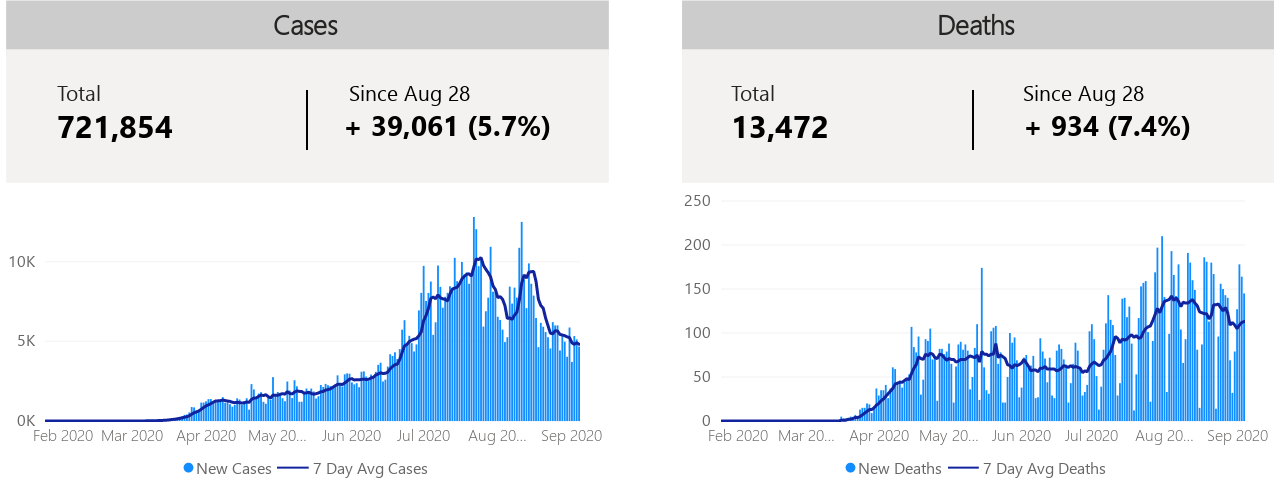 Cases
Total
721,854
Since Aug 28
+ 39,061 (5.7%)
10K
5K
0K
Feb 2020 Mar 2020 Apr 2020 May 20... Jun 2020 Jul 2020 Aug 20... Sep 2020
New Cases 7 Day Avg Cases
Deaths
Total
13,472
Since Aug 28
+ 934 (7.4%)
250
200
150
100
50
0
Feb 2020 Mar 20... Apr 2020 May 20... Jun 2020 Jul 2020 Aug 20... Sep 2020
New Deaths 7 Day Avg Deaths